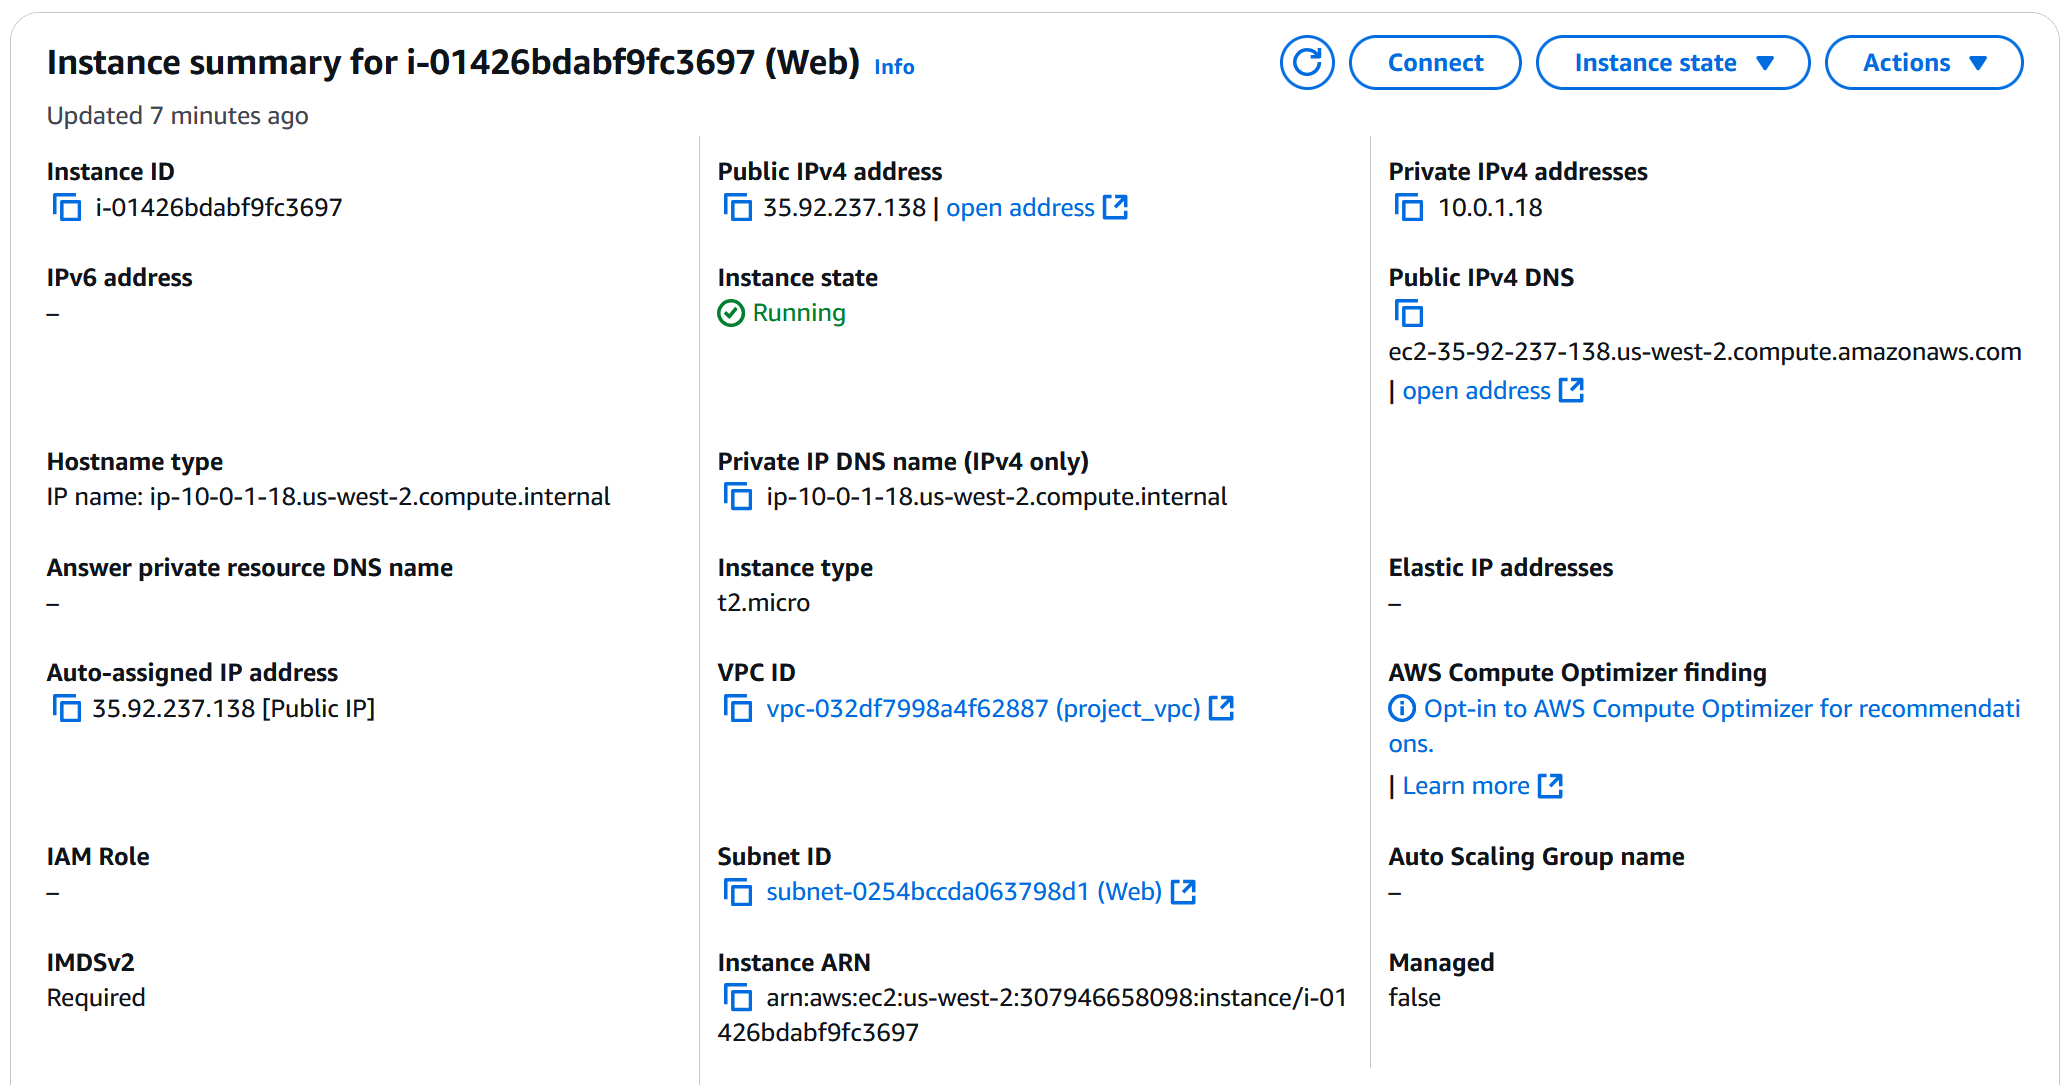 Instance summary for i-01426bdabf9fc3697 (Web) Info
Connect
Instance state
Actions
Updated 7 minutes ago
Instance ID
i-01426bdabf9fc3697
Public IPv4 address
35.92.237.138 | open address
Private IPv4 addresses
10.0.1.18
IPv6 address
–
Instance state
Running
Public IPv4 DNS
ec2-35-92-237-138.us-west-2.compute.amazonaws.com
| open address
Hostname type
IP name: ip-10-0-1-18.us-west-2.compute.internal
Private IP DNS name (IPv4 only)
ip-10-0-1-18.us-west-2.compute.internal
Answer private resource DNS name
–
Instance type
t2.micro
Elastic IP addresses
–
Auto-assigned IP address
35.92.237.138 [Public IP]
VPC ID
vpc-032df7998a4f62887 (project_vpc)
AWS Compute Optimizer finding
Opt-in to AWS Compute Optimizer for recommendati
ons.
| Learn more
IAM Role
–
Subnet ID
subnet-0254bccda063798d1 (Web)
Auto Scaling Group name
–
IMDSv2
Required
Instance ARN
arn:aws:ec2:us-west-2:307946658098:instance/i-01
426bdabf9fc3697
Managed
false